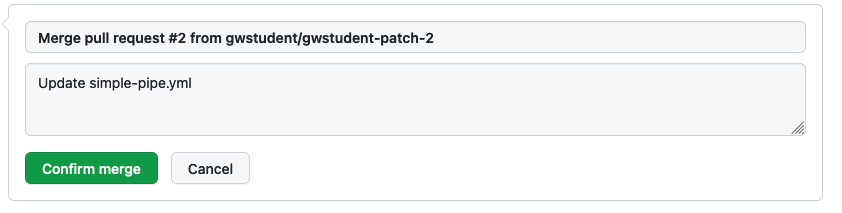 Merge pull request #2 from gwstudent/gwstudent-patch-2
Update simple-pipe.yml
Confirm merge
Cancel